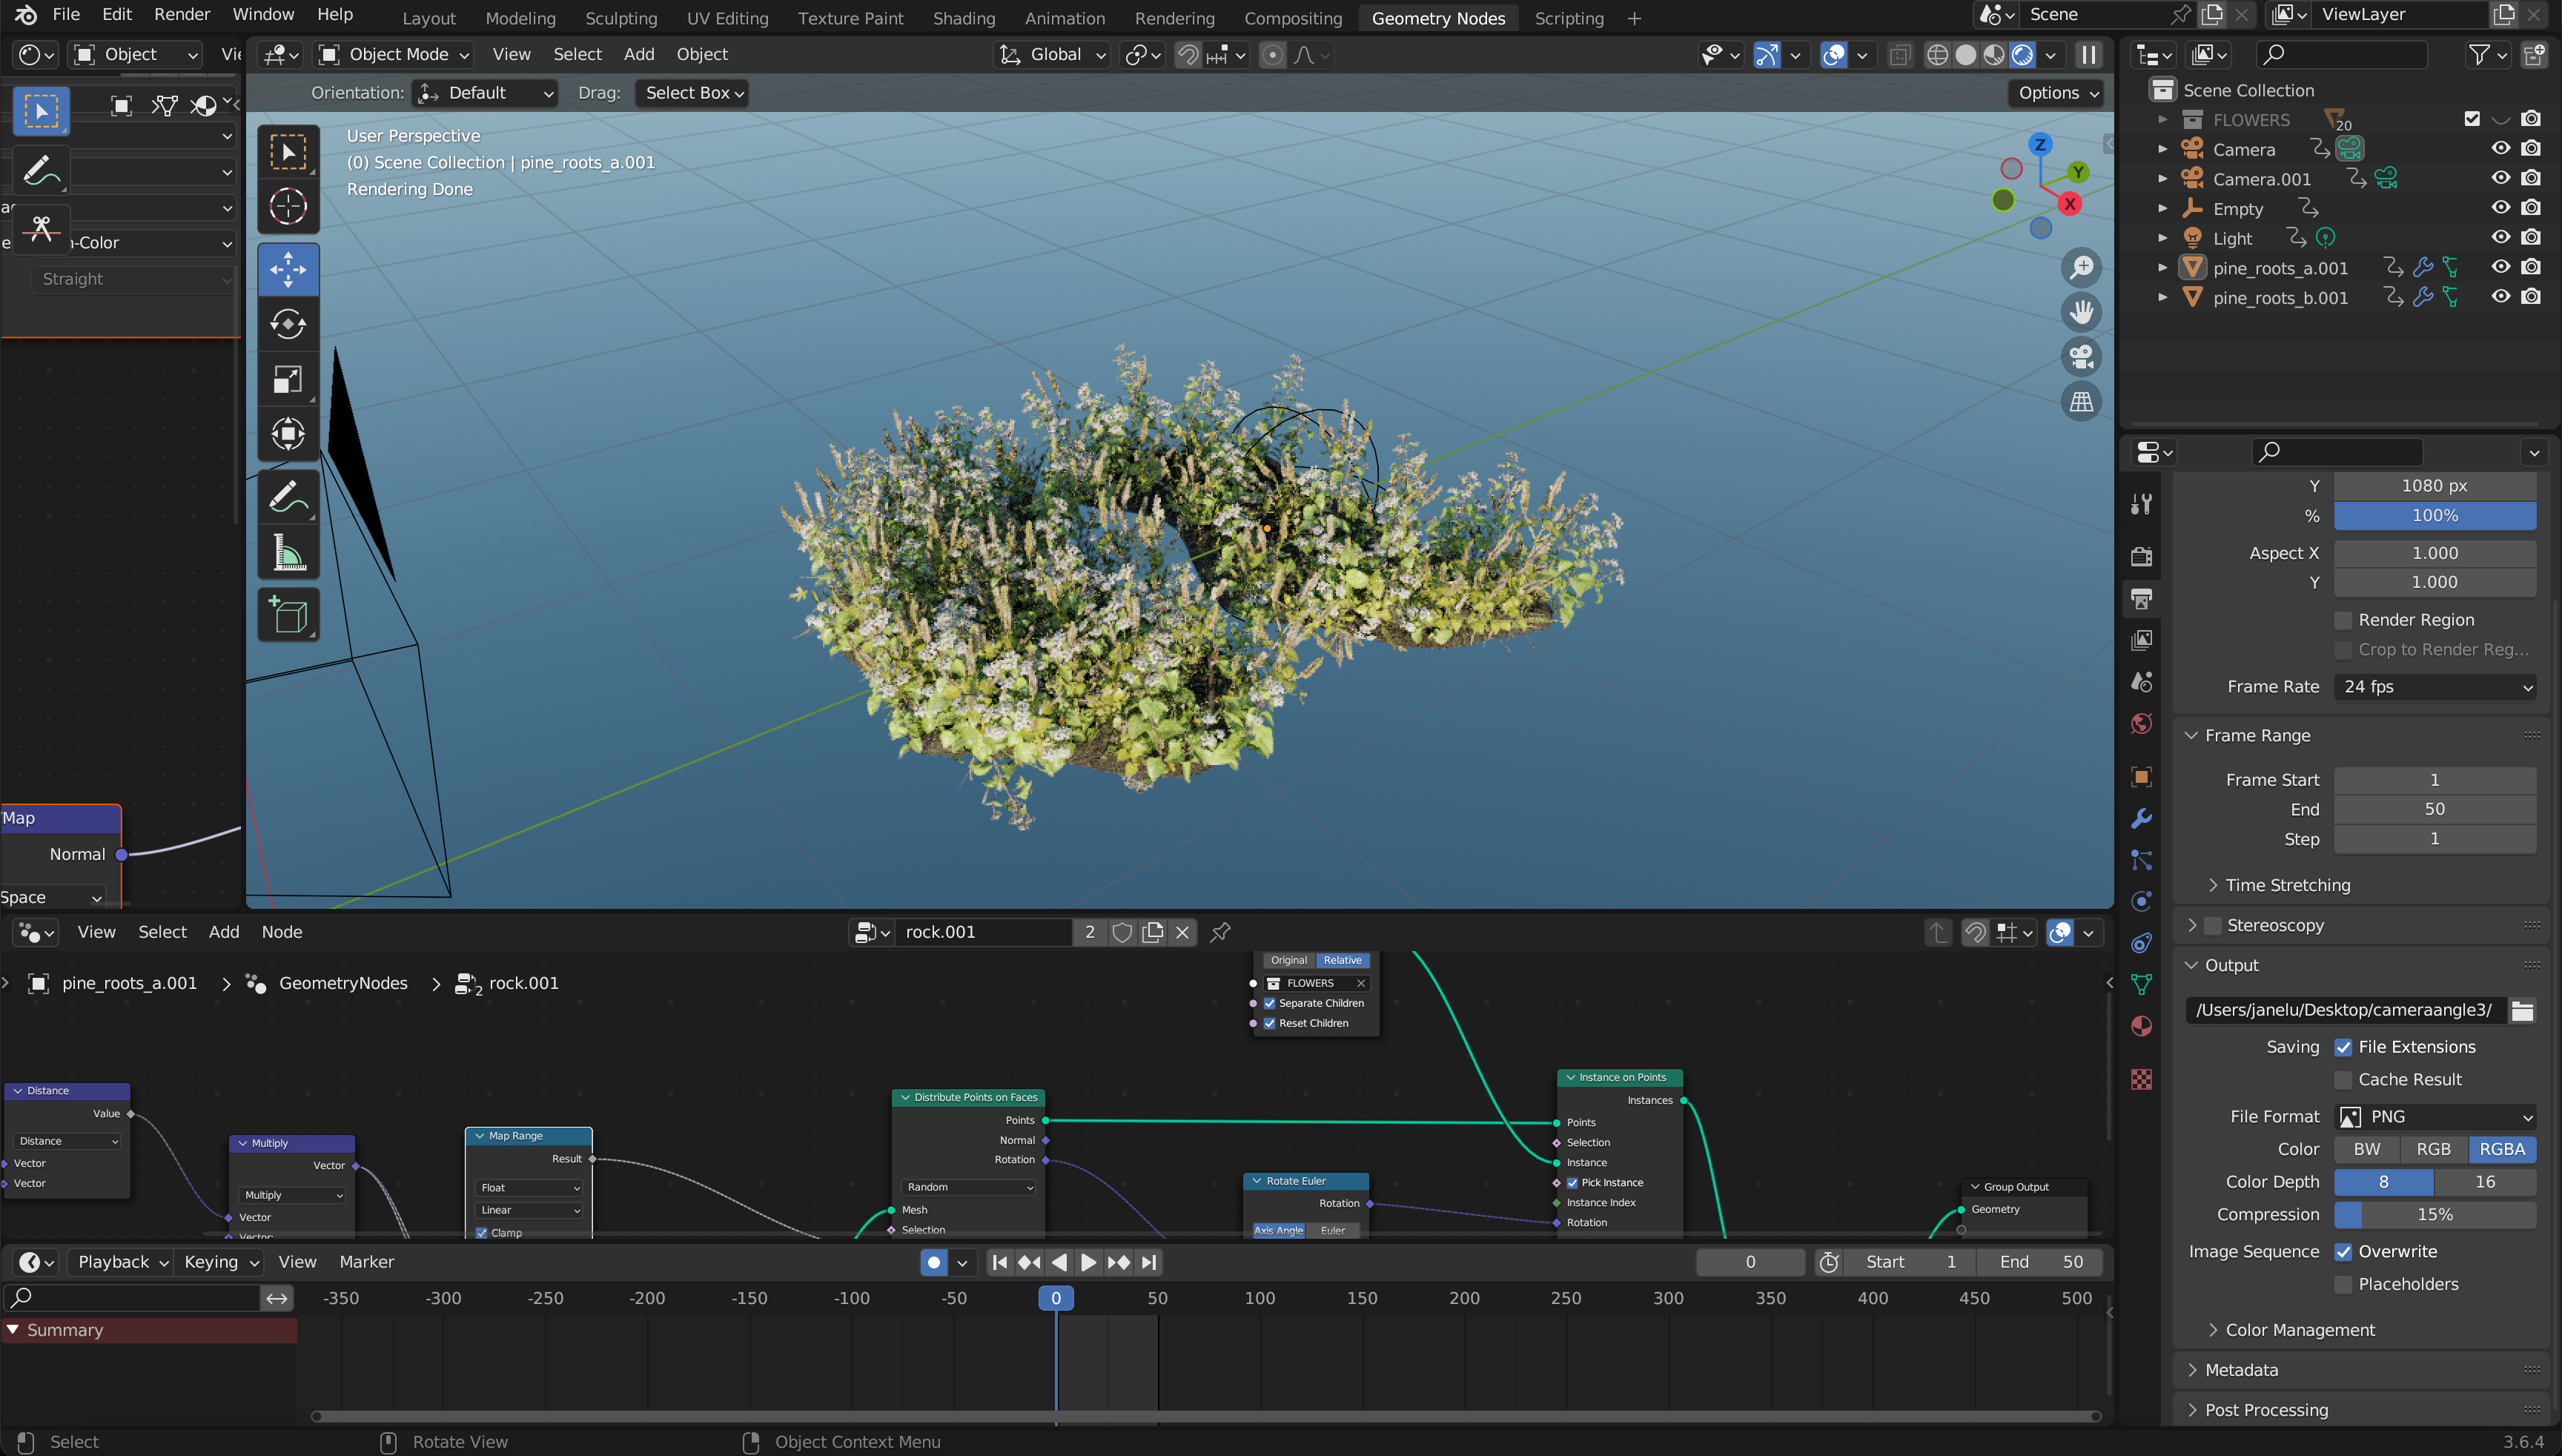 File Edit Render Window Help Layout Modeling Sculpting UV Editing Texture Paint Shading Animation Rendering Compositing Geometry Nodes Scripting + Scene ViewLayer
Object Object Mode View Select Add Object Global
Orientation: Default Drag: Select Box Options
User Perspective
(0) Scene Collection | pine_roots_a.001
Rendering Done
Z
Y
X
-Color
Straight
Map
Normal
Space
Scene Collection
FLOWERS 20
Camera
Camera.001
Empty
Light
pine_roots_a.001
pine_roots_b.001
Y 1080 px
% 100%
Aspect X 1.000
Y 1.000
Render Region
Crop to Render Reg...
Frame Rate 24 fps
Frame Range
Frame Start 1
End 50
Step 1
Time Stretching
Stereoscopy
Output
/Users/janelu/Desktop/cameraangle3/
Saving File Extensions
Cache Result
File Format PNG
Color BW RGB RGBA
Color Depth 8 16
Compression 15%
Image Sequence Overwrite
Placeholders
Color Management
Metadata
Post Processing
View Select Add Node rock.001 2
pine_roots_a.001 > GeometryNodes > 2 rock.001
Original Relative
FLOWERS
Separate Children
Reset Children
Distance
Value
Distance
Vector
Vector
Multiply
Vector
Multiply
Vector
Vector
Map Range
Result
Float
Linear
Clamp
Distribute Points on Faces
Points
Normal
Rotation
Random
Mesh
Selection
Rotate Euler
Rotation
Axis Angle Euler
Instance on Points
Instances
Points
Selection
Instance
Pick Instance
Instance Index
Rotation
Group Output
Geometry
Playback Keying View Marker 0 Start 1 End 50
-350 -300 -250 -200 -150 -100 -50 0 50 100 150 200 250 300 350 400 450 500
Summary
Select Rotate View Object Context Menu 3.6.4